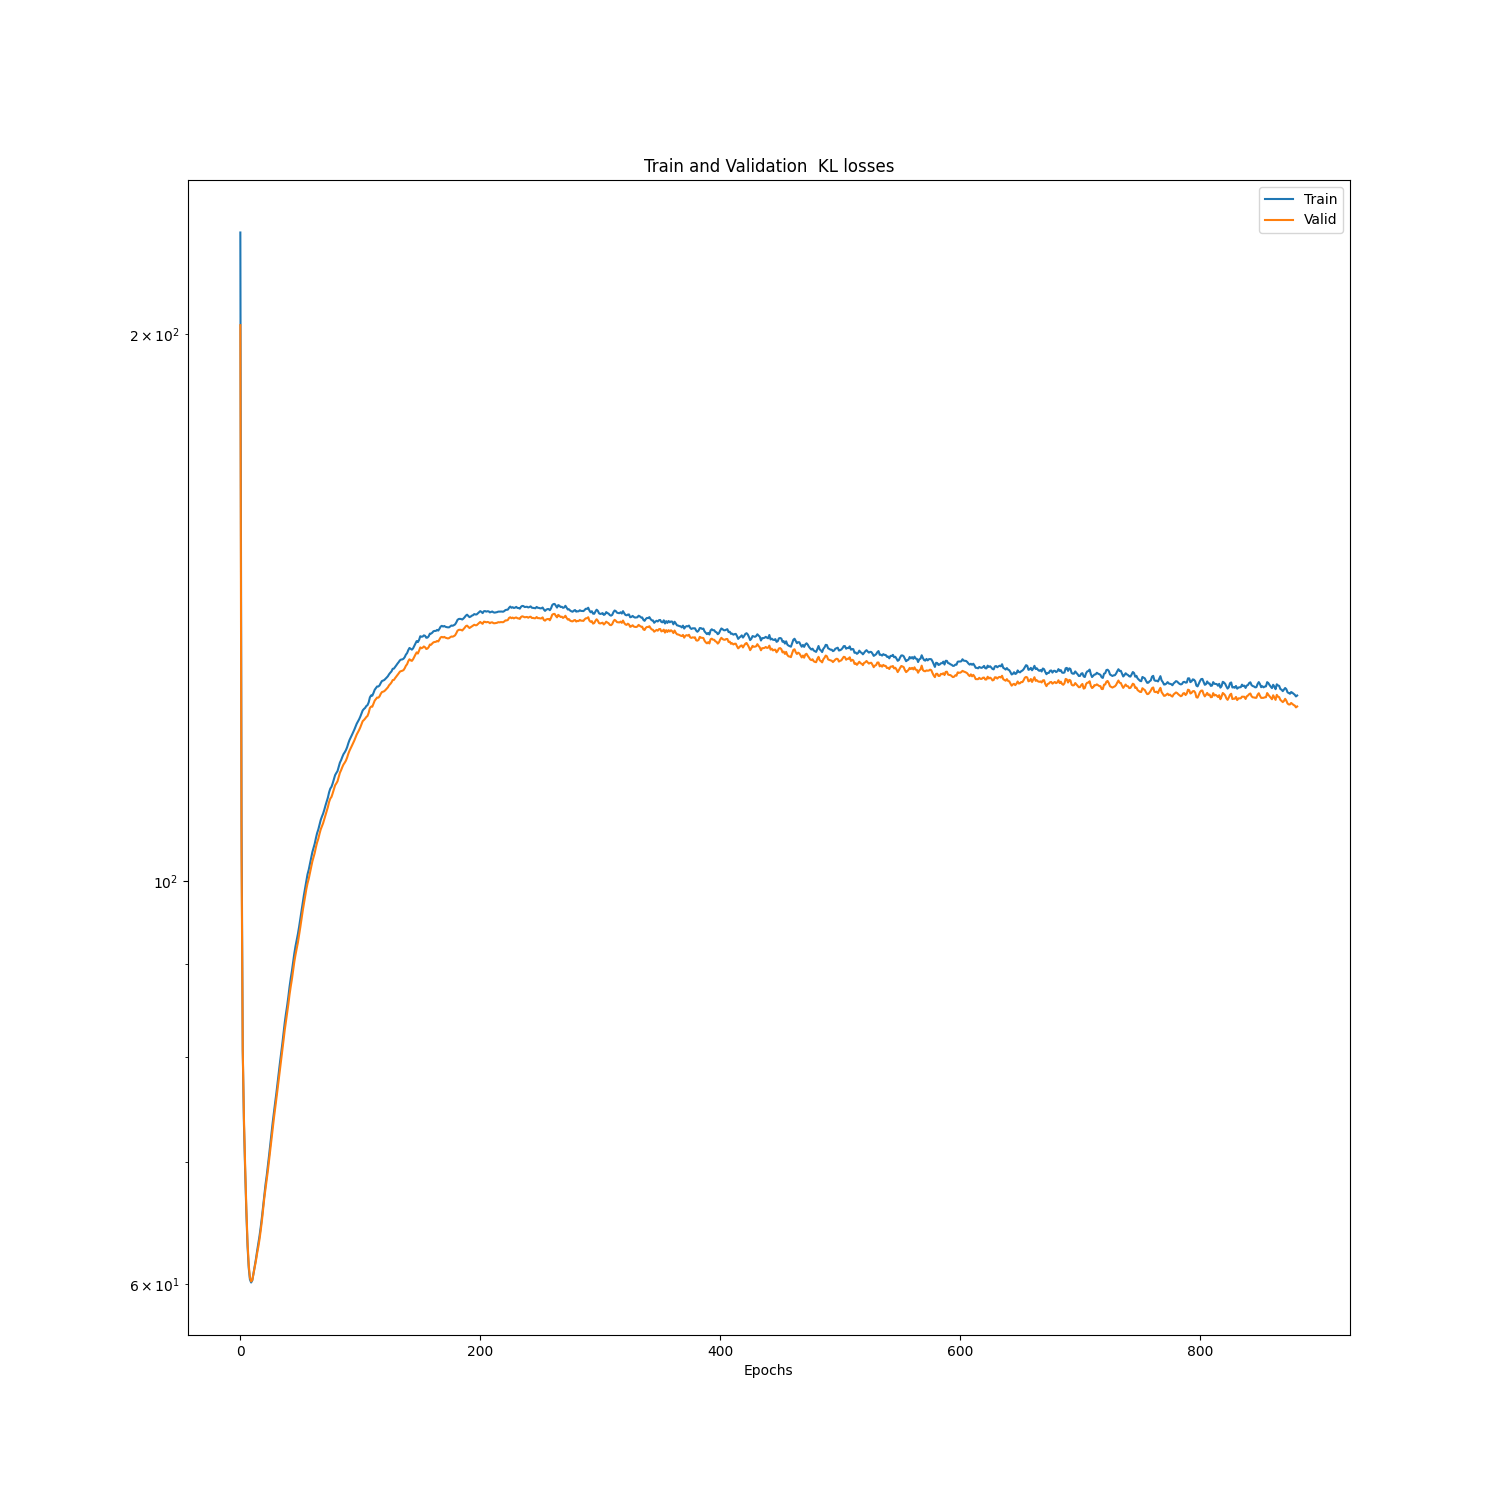 Train and Validation  KL losses
Train
Valid
2 × 10²
10²
6 × 10¹
0 200 400 600 800
Epochs